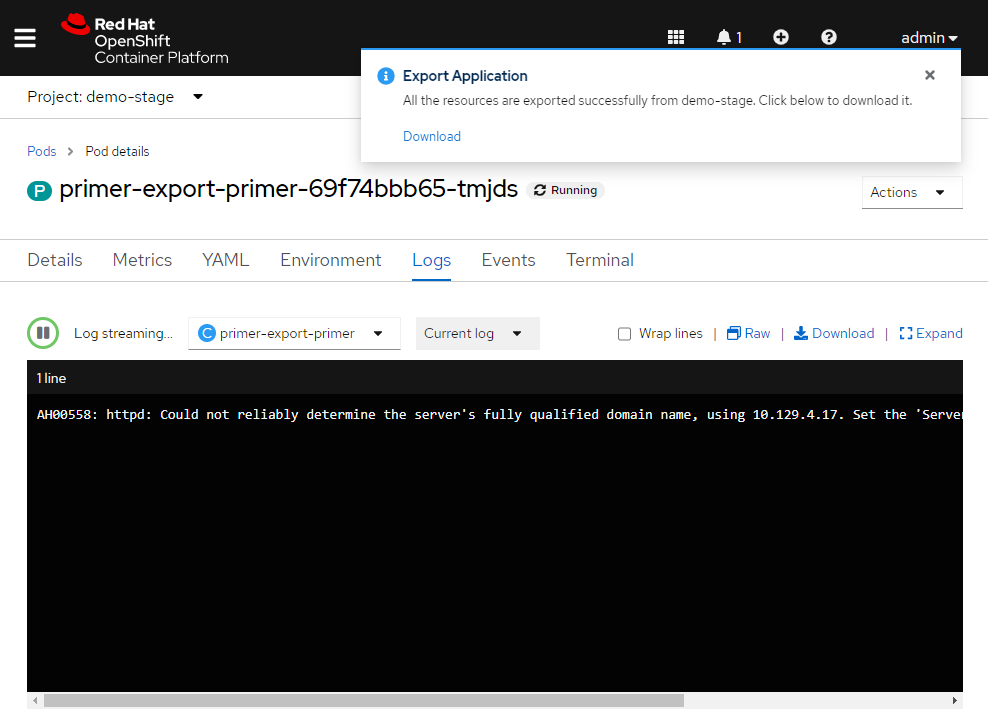 Red Hat
OpenShift
Container Platform
1
admin
Export Application
All the resources are exported successfully from demo-stage. Click below to download it.
Download
Project: demo-stage
Pods > Pod details
P primer-export-primer-69f74bbb65-tmjds Running
Actions
Details Metrics YAML Environment Logs Events Terminal
Log streaming... C primer-export-primer Current log Wrap lines | Raw | Download | Expand
1 line
AH00558: httpd: Could not reliably determine the server's fully qualified domain name, using 10.129.4.17. Set the 'Server